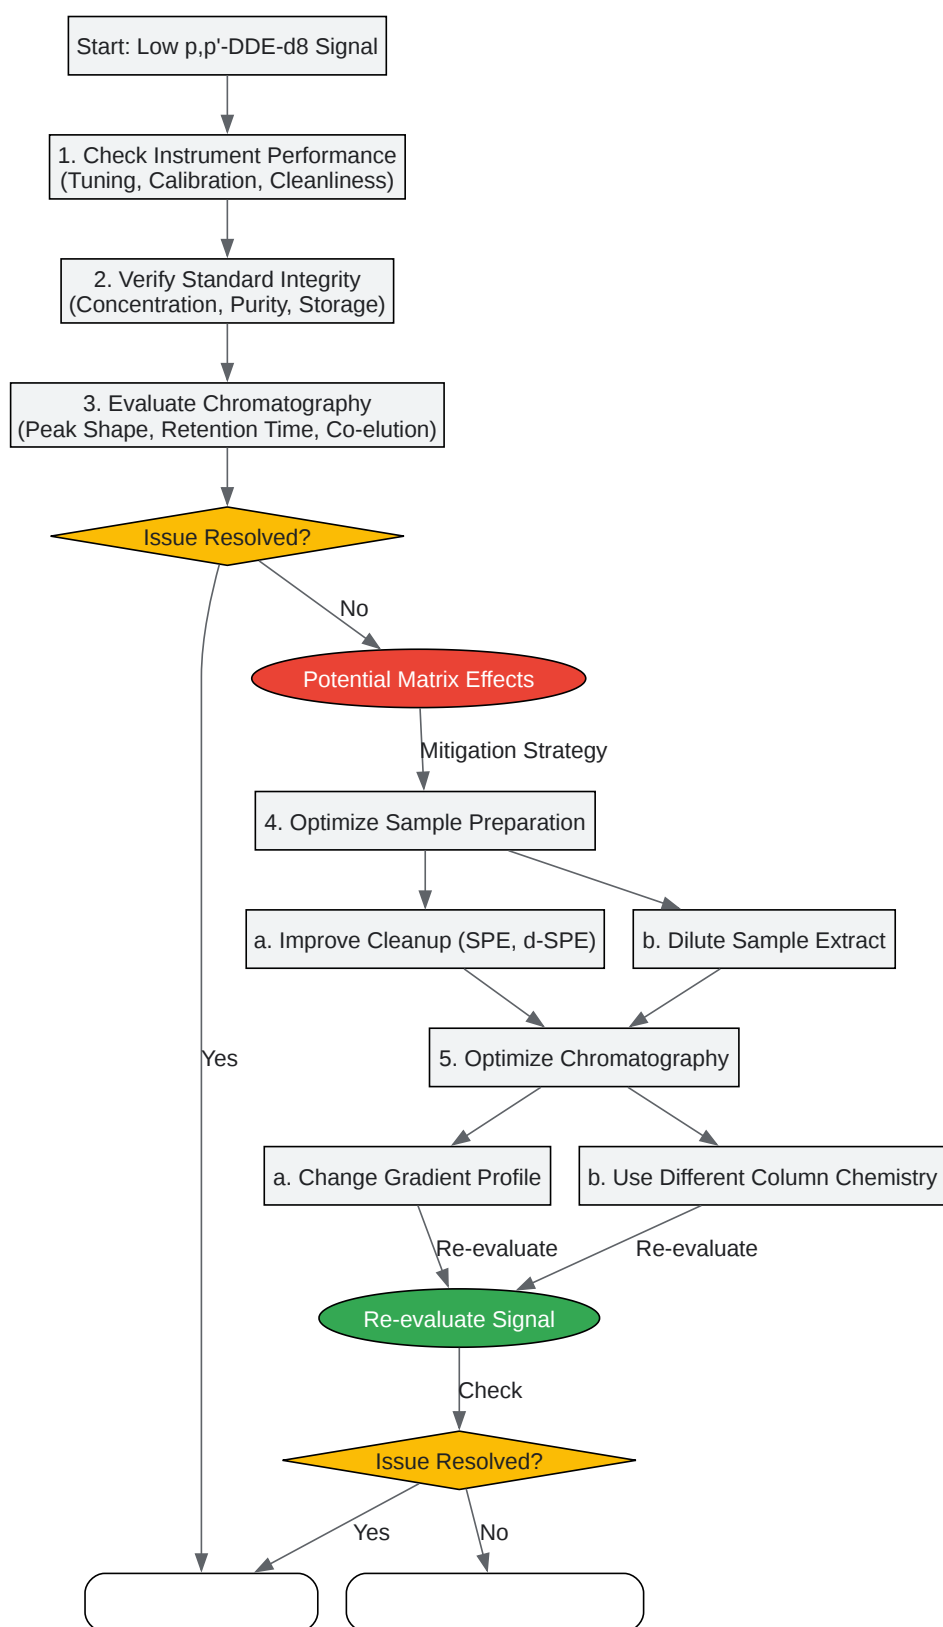 Start: Low p,p'-DDE-d8 Signal
1. Check Instrument Performance
(Tuning, Calibration, Cleanliness)
2. Verify Standard Integrity
(Concentration, Purity, Storage)
3. Evaluate Chromatography
(Peak Shape, Retention Time, Co-elution)
Issue Resolved?
No
Potential Matrix Effects
Mitigation Strategy
4. Optimize Sample Preparation
a. Improve Cleanup (SPE, d-SPE)
b. Dilute Sample Extract
Yes
5. Optimize Chromatography
a. Change Gradient Profile
b. Use Different Column Chemistry
Re-evaluate
Re-evaluate
Re-evaluate Signal
Check
Issue Resolved?
Yes
No